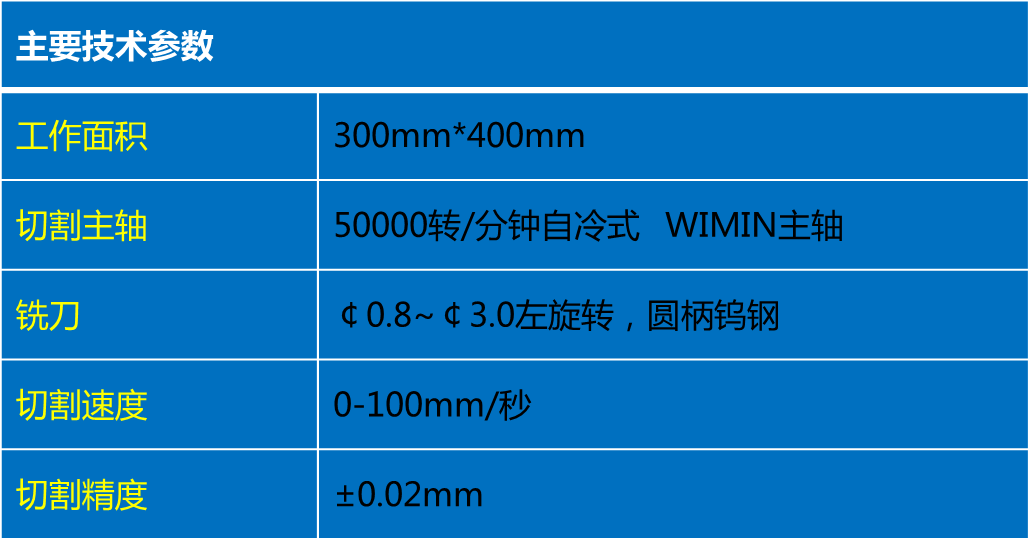 主要技术参数
工作面积 300mm*400mm
切割主轴 50000转/分钟自冷式 WIMIN主轴
铣刀 ￠0.8~￠3.0左旋转，圆柄钨钢
切割速度 0-100mm/秒
切割精度 ±0.02mm